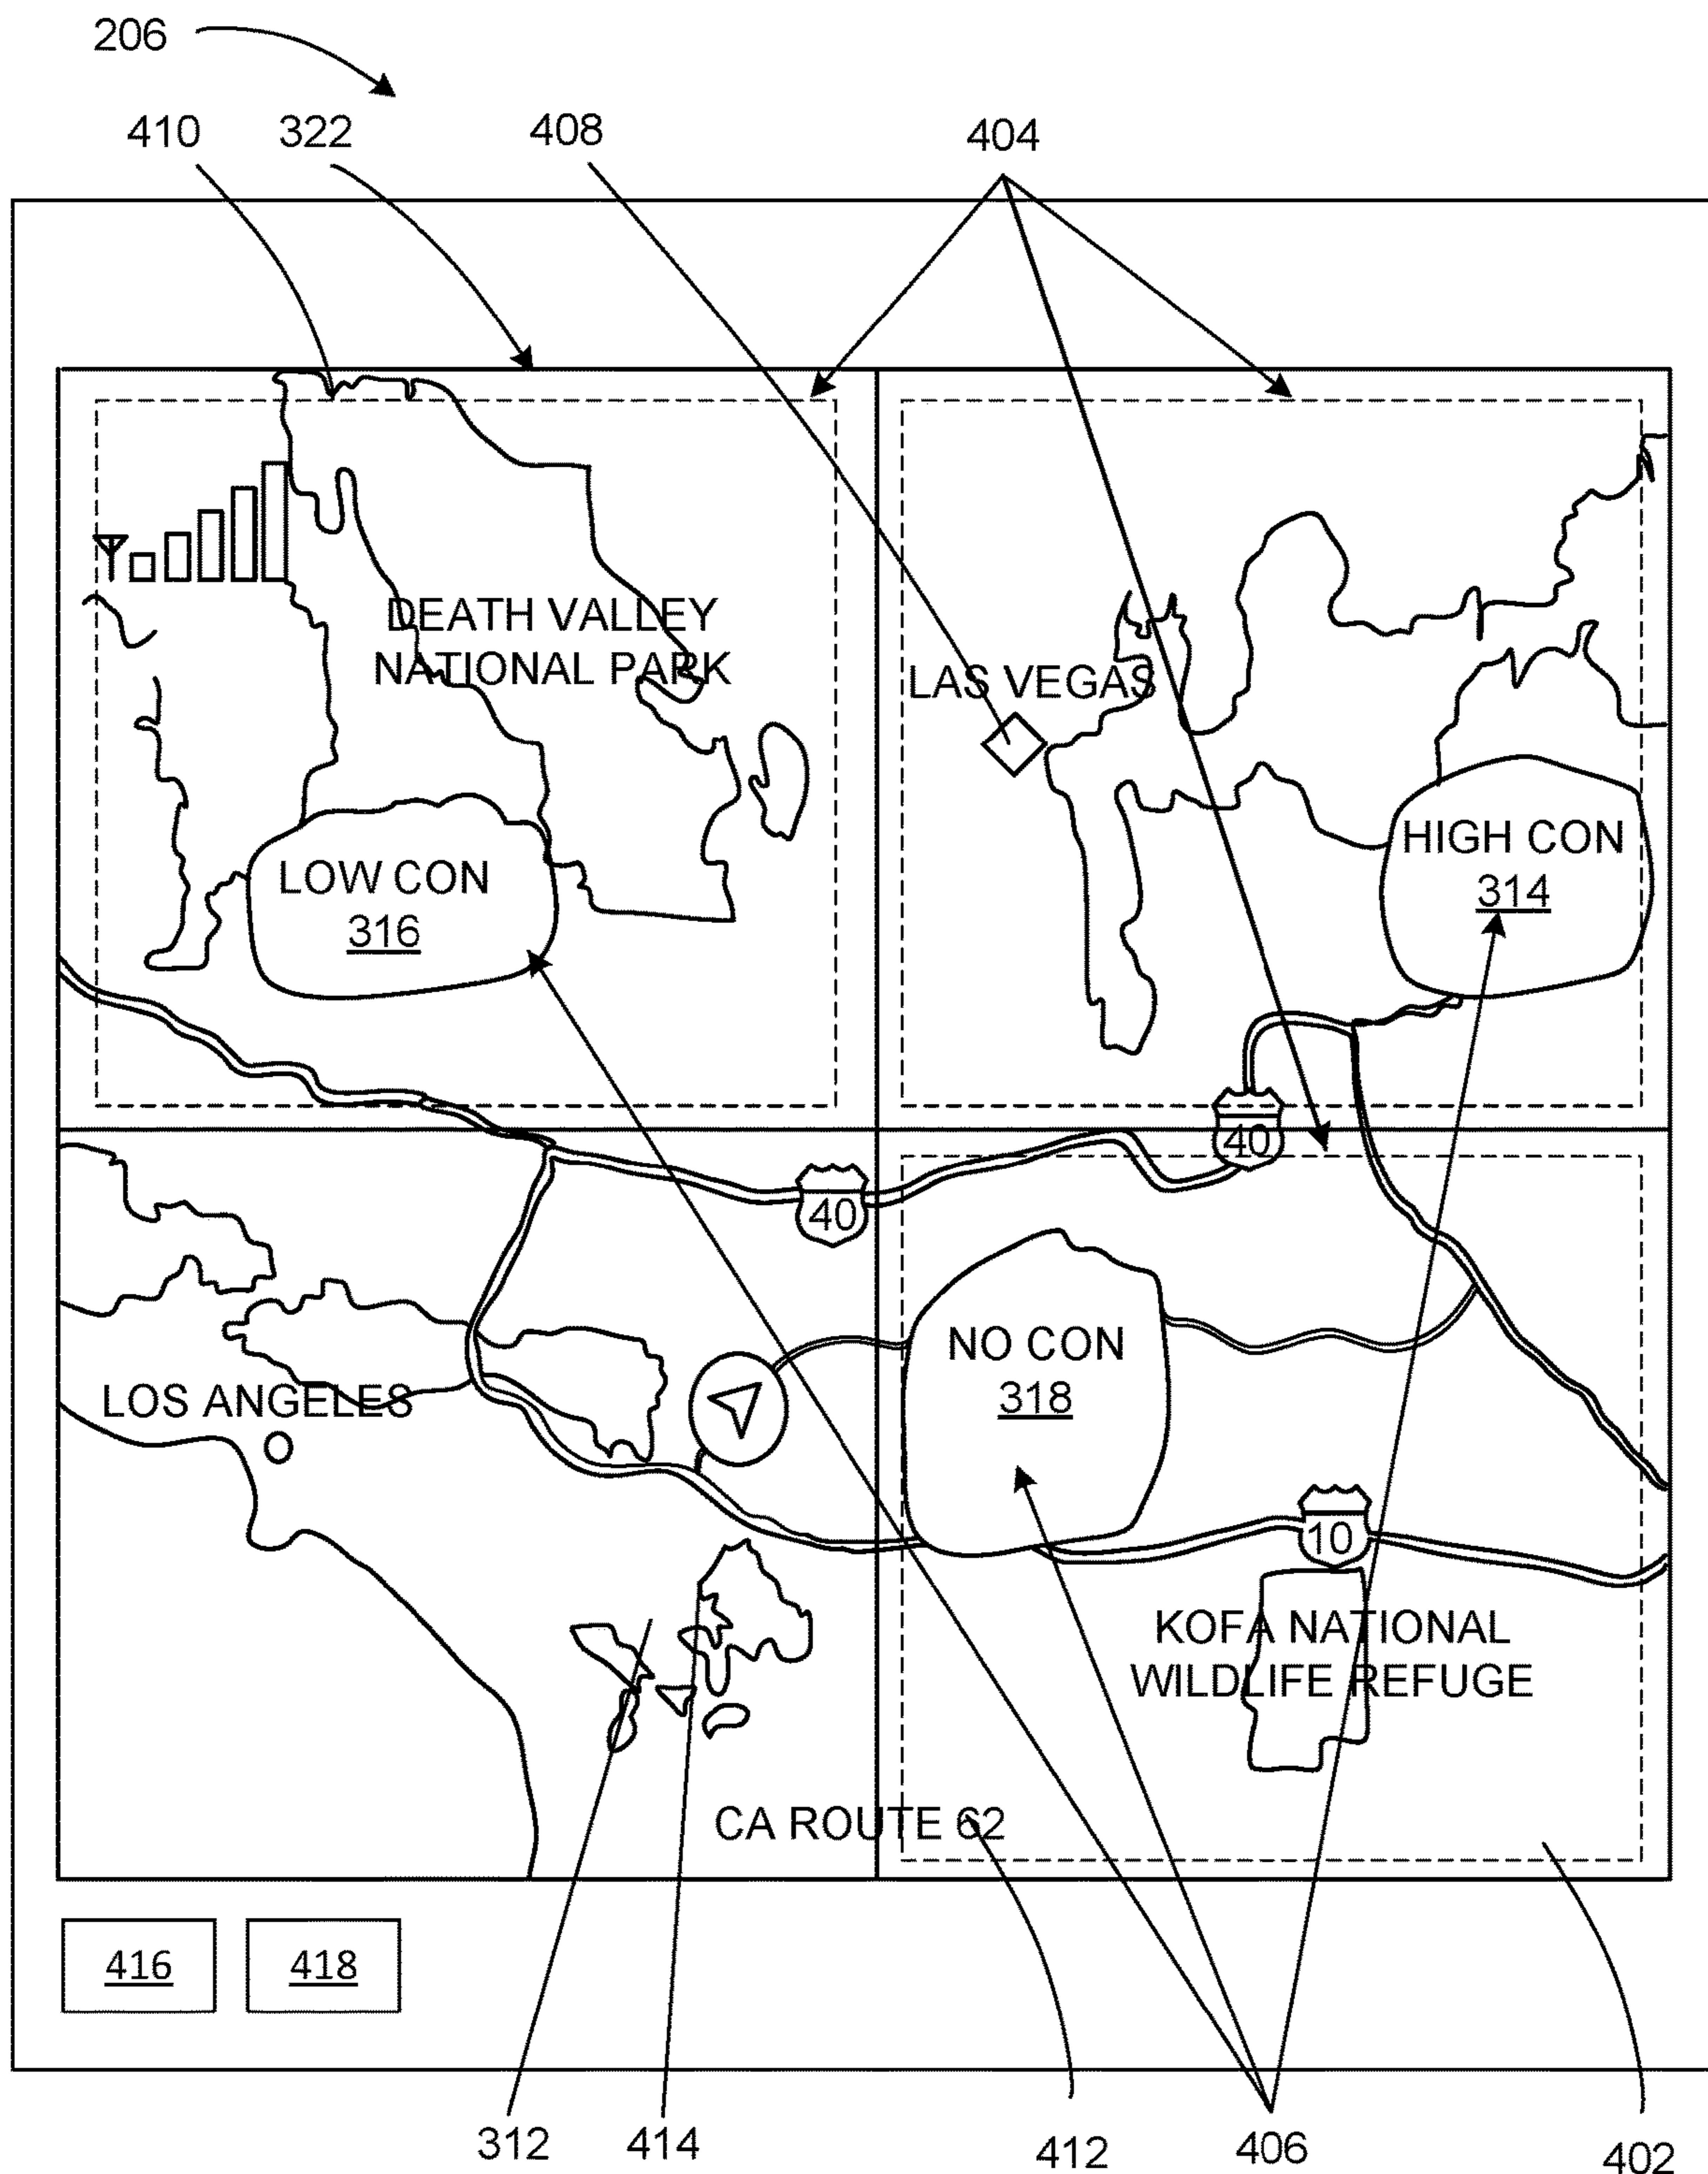 206
410
322
408
404
DEATH VALLEY
NATIONAL PARK
LAS VEGAS
HIGH CON
314
LOW CON
316
40
40
NO CON
318
LOS ANGELES
10
KOFA NATIONAL
WILDLIFE REFUGE
CA ROUTE 62
416
418
312
414
412
406
402